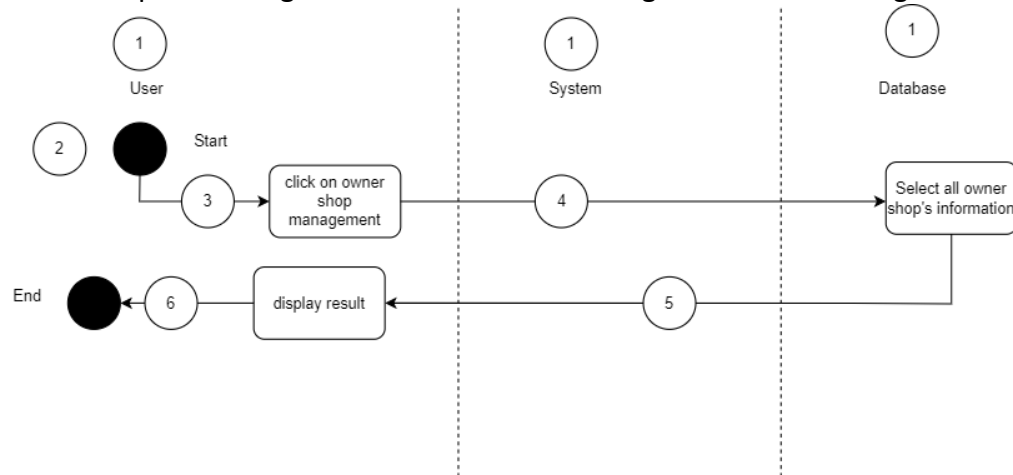 1
1
1
User
System
Database
2
Start
3
click on owner
shop
management
4
Select all owner
shop's information
End
6
display result
5